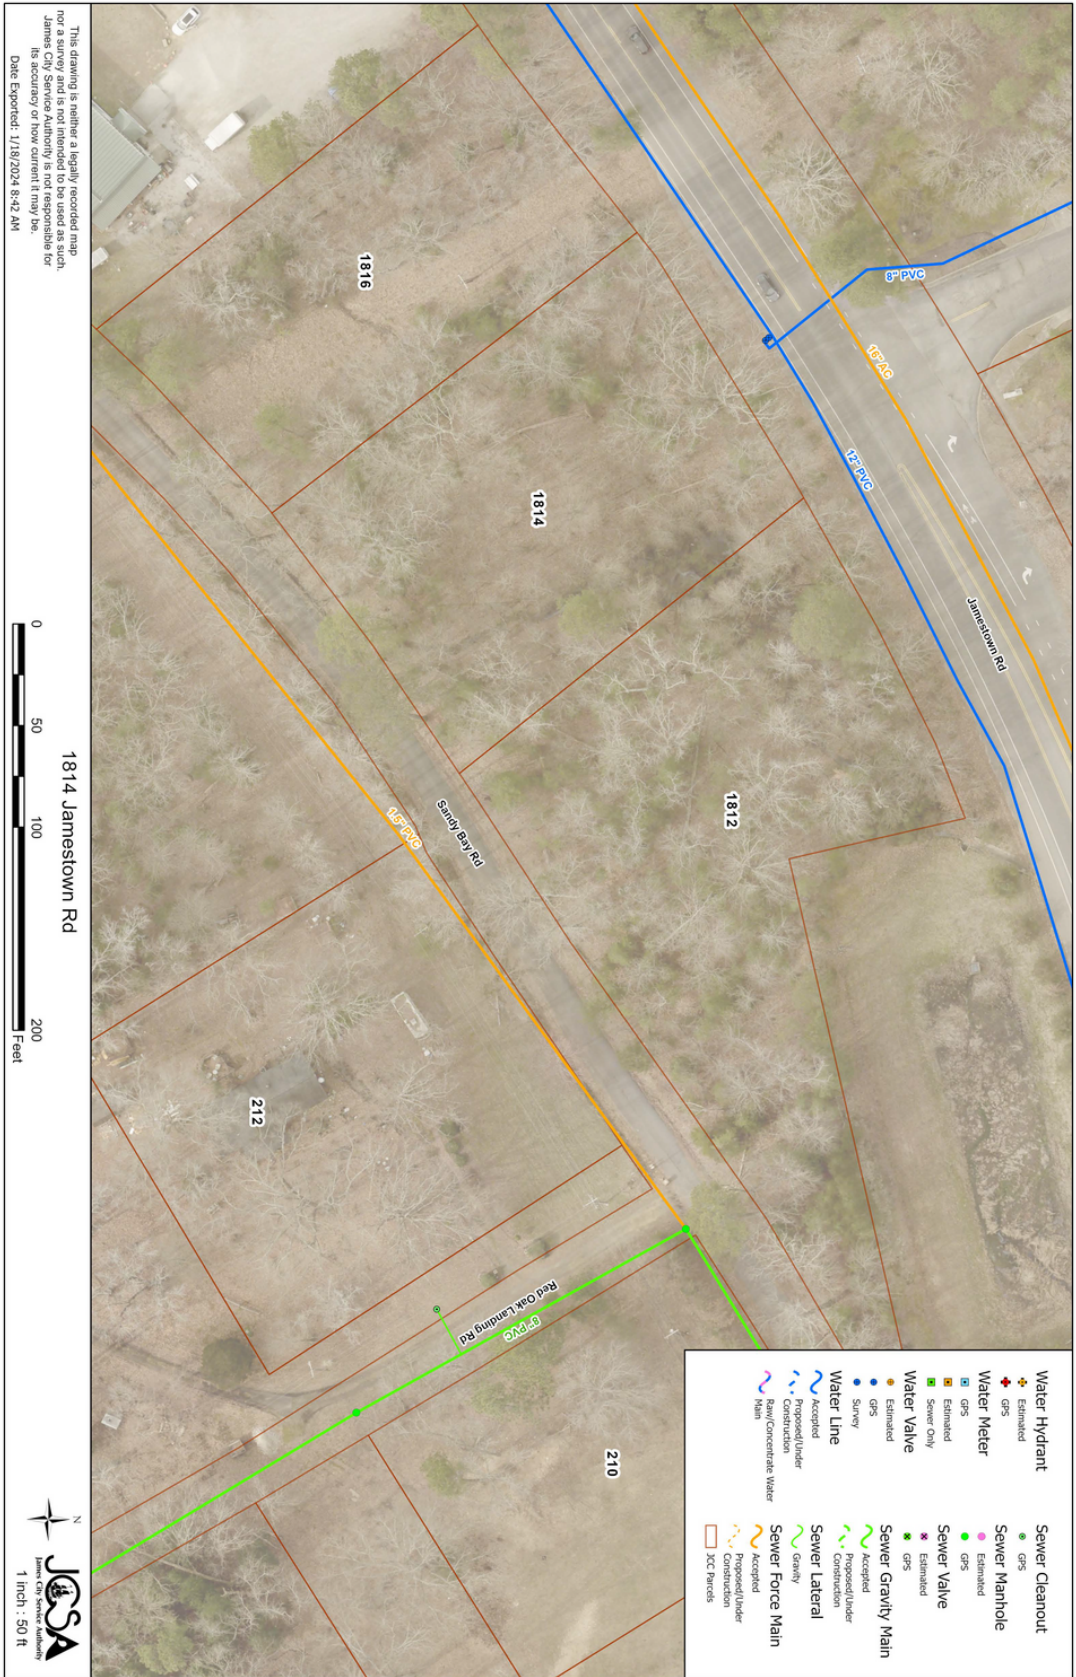 8" PVC
16" AC
12" PVC
Jamestown Rd
1816
1814
1812
Sandy Bay Rd
1.5" PVC
212
Red Oak Landing Rd
8" PVC
210
Water Hydrant
Estimated
GPS
Water Meter
GPS
Estimated
Sewer Only
Water Valve
Estimated
GPS
Survey
Water Line
Accepted
Proposed/Under
Construction
Raw/Concentrate Water
Main
Sewer Cleanout
GPS
Sewer Manhole
Estimated
GPS
Sewer Valve
Estimated
GPS
Sewer Gravity Main
Accepted
Proposed/Under
Construction
Sewer Lateral
Gravity
Sewer Force Main
Accepted
Proposed/Under
Construction
JCC Parcels
This drawing is neither a legally recorded map
nor a survey and is not intended to be used as such.
James City Service Authority is not responsible for
its accuracy or how current it may be.
Date Exported: 1/18/2024 8:42 AM
0 50 100 200
Feet
1814 Jamestown Rd
N
JCSA
James City Service Authority
1 inch : 50 ft